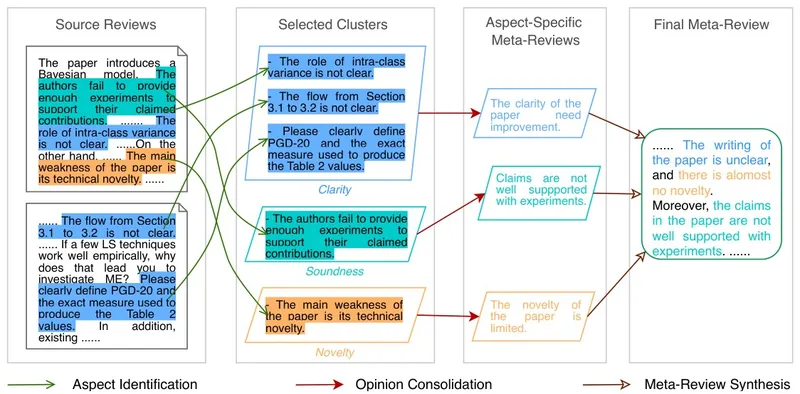 Source Reviews
The paper introduces a
Bayesian model. The
authors fail to provide
enough experiments to
support their claimed
contributions. ....... The
role of intra-class variance
is not clear. ......On the
other hand, ...... The main
weakness of the paper is
its technical novelty. ......
...... The flow from Section
3.1 to 3.2 is not clear.
...... If a few LS techniques
work well empirically, why
does that lead you to
investigate ME? Please
clearly define PGD-20 and
the exact measure used to
produce the Table 2
values. In addition,
existing ......
Selected Clusters
- The role of intra-class
variance is not clear.
- The flow from Section
3.1 to 3.2 is not clear.
- Please clearly define
PGD-20 and the exact
measure used to produce
the Table 2 values.
Clarity
- The authors fail to provide
enough experiments to
support their claimed
contributions.
Soundness
- The main weakness of
the paper is its technical
novelty.
Novelty
Aspect-Specific
Meta-Reviews
The clarity of the
paper need
improvement.
Claims are not
well suppported
with experiments.
The novelty of
the paper is
limited.
Final Meta-Review
...... The writing of
the paper is unclear,
and there is alomost
no novelty.
Moreover, the claims
in the paper are not
well supported with
experiments. ......
Aspect Identification
Opinion Consolidation
Meta-Review Synthesis